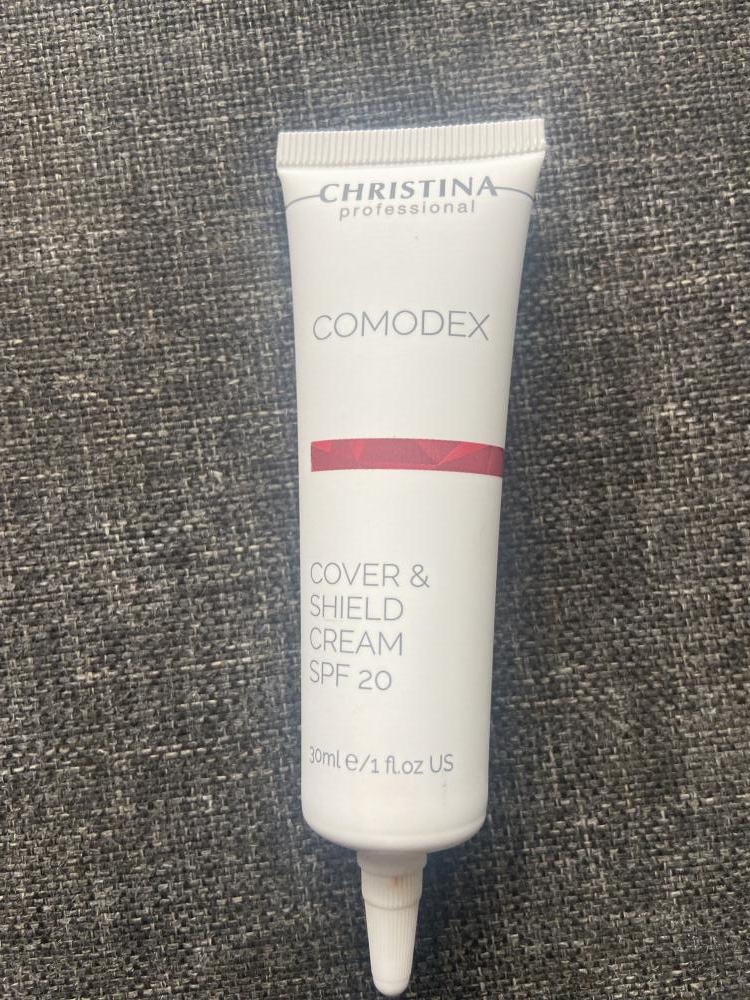 CHRISTINA
professional
COMODEX
COVER &
SHIELD
CREAM
SPF 20
30ml e/1 fl.oz US